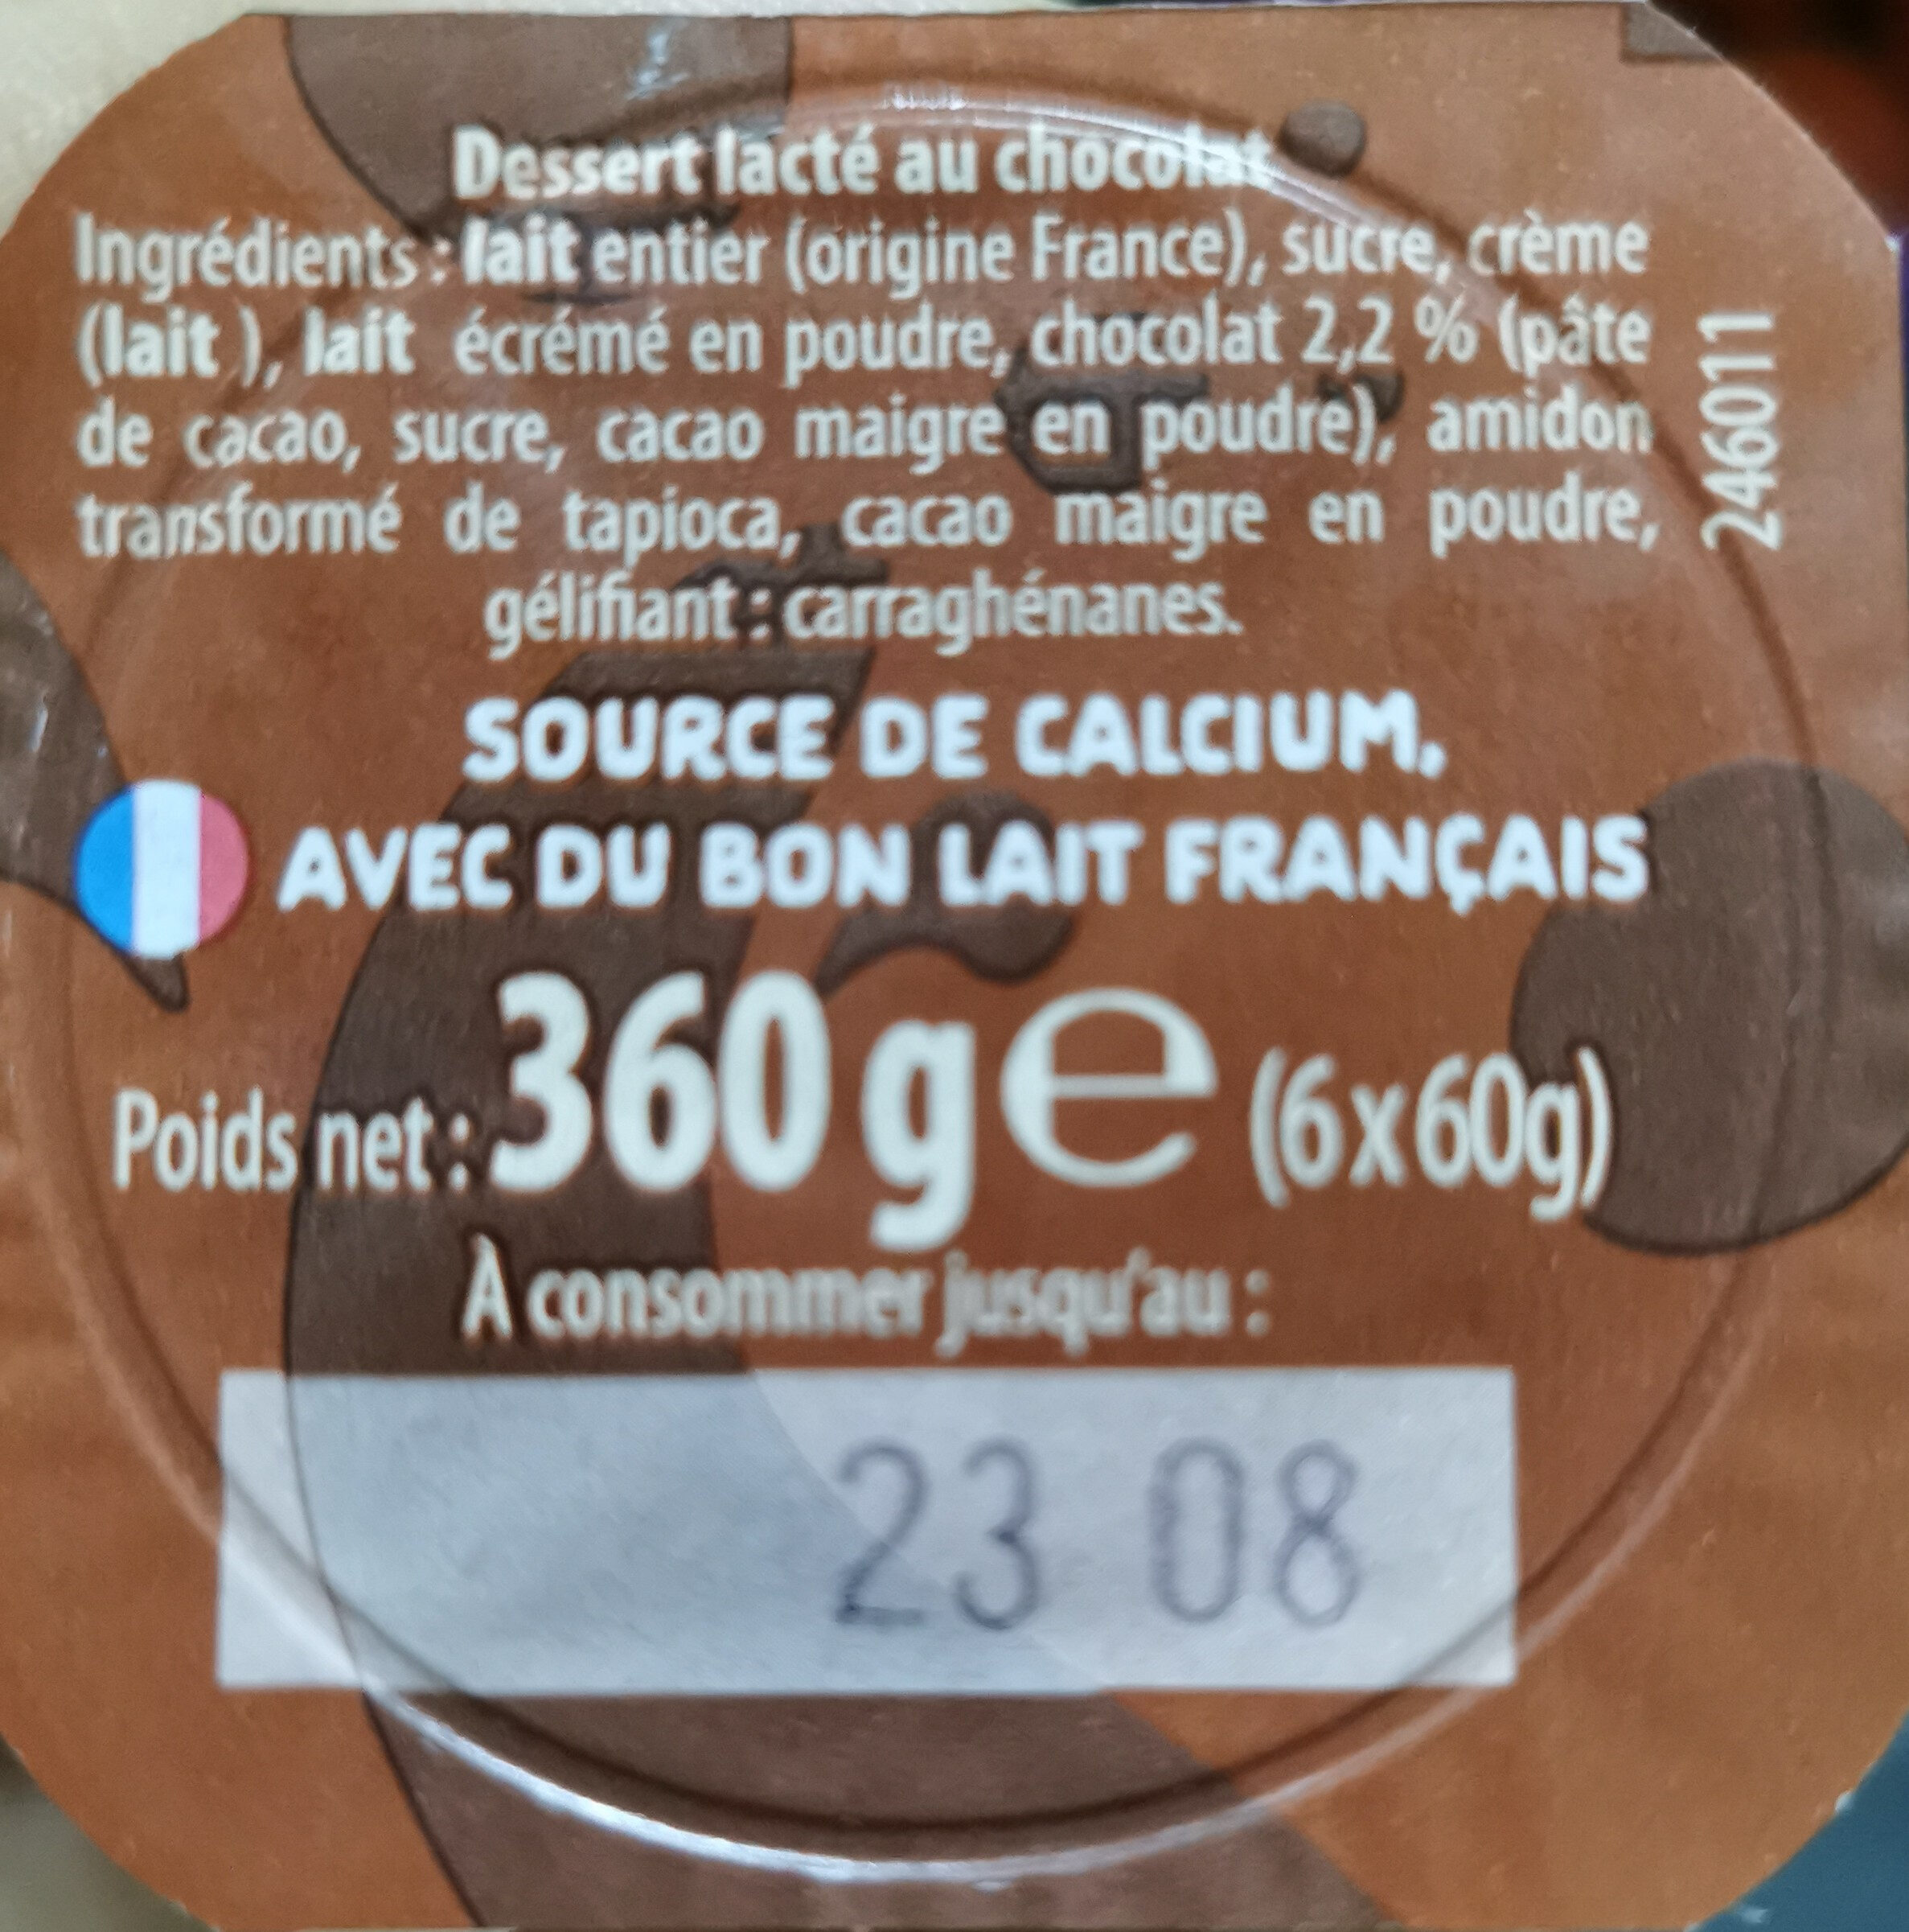 Dessert lacté au chocolat
Ingrédients : lait entier (origine France), sucre, crème
(lait ), lait écrémé en poudre, chocolat 2,2 % (pâte
de cacao, sucre, cacao maigre en poudre), amidon
transformé de tapioca, cacao maigre en poudre,
gélifiant : carraghénanes.
246011
SOURCE DE CALCIUM,
AVEC DU BON LAIT FRANÇAIS
Poids net : 360 g e (6x60g)
À consommer jusqu'au :
23 08